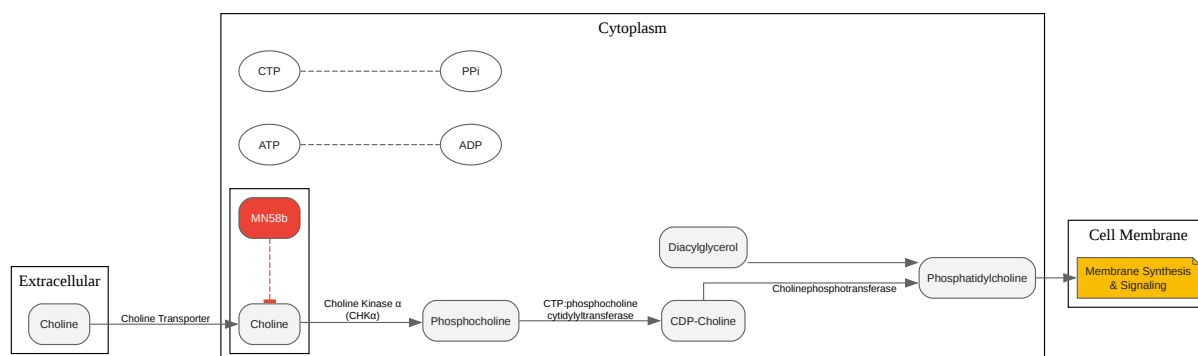 Cytoplasm
CTP
PPi
ATP
ADP
MN58b
Diacylglycerol
Cell Membrane
Extracellular
Phosphatidylcholine
Membrane Synthesis
& Signaling
Cholinephosphotransferase
Choline
Choline Transporter
Choline
Choline Kinase α
(CHKα)
Phosphocholine
CTP:phosphocholine
cytidylyltransferase
CDP-Choline